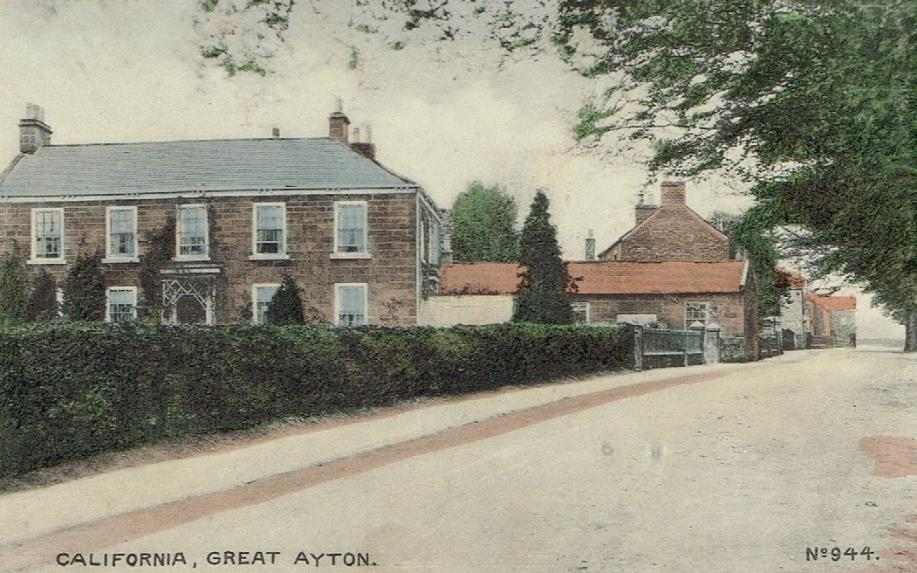 CALIFORNIA, GREAT AYTON.
Nº944.